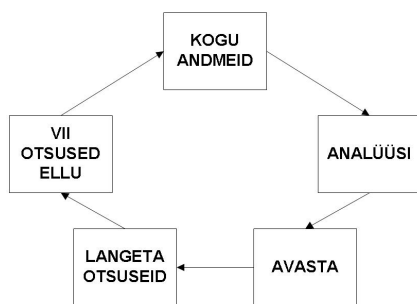 KOGU
ANDMEID
ANALÜÜSI
AVASTA
LANGETA
OTSUSEID
VII
OTSUSED
ELLU